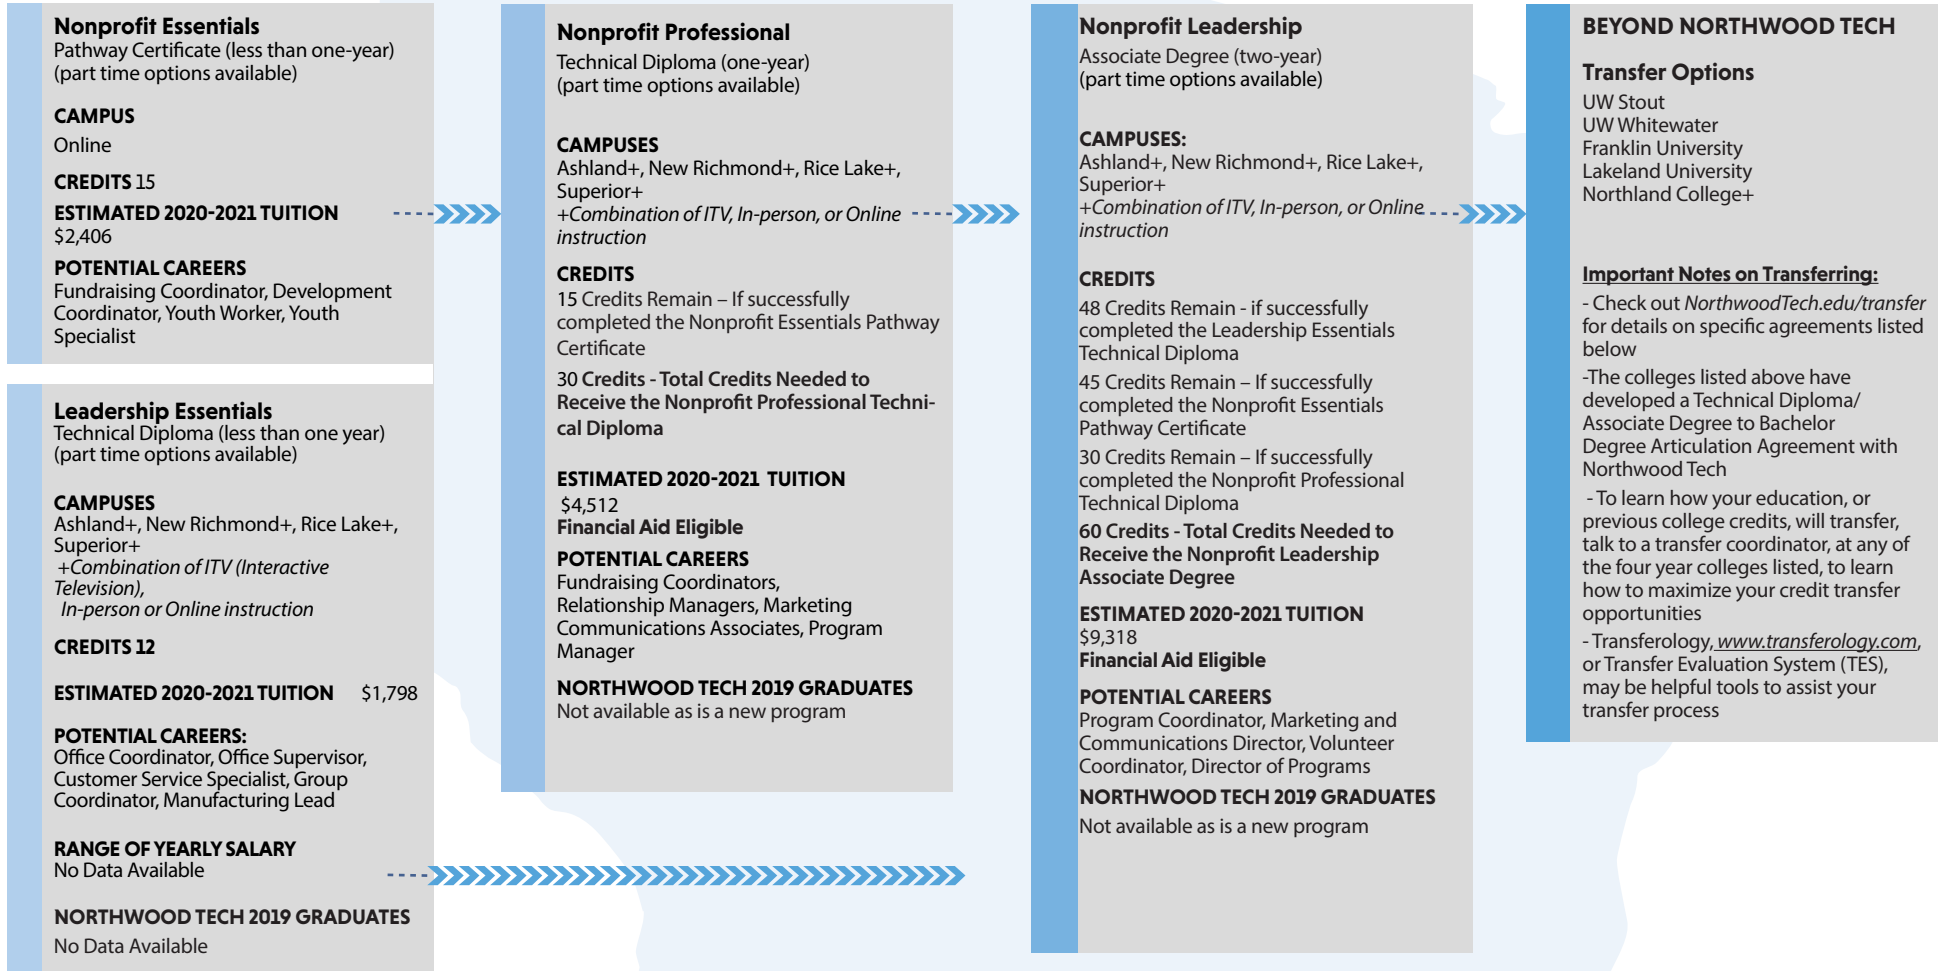 Nonprofit Essentials
Pathway Certificate (less than one-year)
(part time options available)
CAMPUS
Online
CREDITS 15
ESTIMATED 2020-2021 TUITION
$2,406
POTENTIAL CAREERS
Fundraising Coordinator, Development
Coordinator, Youth Worker, Youth
Specialist
Leadership Essentials
Technical Diploma (less than one year)
(part time options available)
CAMPUSES
Ashland+, New Richmond+, Rice Lake+,
Superior+
+Combination of ITV (Interactive
Television),
In-person or Online instruction
CREDITS 12
ESTIMATED 2020-2021 TUITION $1,798
POTENTIAL CAREERS:
Office Coordinator, Office Supervisor,
Customer Service Specialist, Group
Coordinator, Manufacturing Lead
RANGE OF YEARLY SALARY
No Data Available
NORTHWOOD TECH 2019 GRADUATES
No Data Available
Nonprofit Professional
Technical Diploma (one-year)
(part time options available)
CAMPUSES
Ashland+, New Richmond+, Rice Lake+,
Superior+
+Combination of ITV, In-person, or Online
instruction
CREDITS
15 Credits Remain – If successfully
completed the Nonprofit Essentials Pathway
Certificate
30 Credits - Total Credits Needed to
Receive the Nonprofit Professional Techni-
cal Diploma
ESTIMATED 2020-2021 TUITION
$4,512
Financial Aid Eligible
POTENTIAL CAREERS
Fundraising Coordinators,
Relationship Managers, Marketing
Communications Associates, Program
Manager
NORTHWOOD TECH 2019 GRADUATES
Not available as is a new program
Nonprofit Leadership
Associate Degree (two-year)
(part time options available)
CAMPUSES:
Ashland+, New Richmond+, Rice Lake+,
Superior+
+Combination of ITV, In-person, or Online
instruction
CREDITS
48 Credits Remain - if successfully
completed the Leadership Essentials
Technical Diploma
45 Credits Remain – If successfully
completed the Nonprofit Essentials
Pathway Certificate
30 Credits Remain – If successfully
completed the Nonprofit Professional
Technical Diploma
60 Credits - Total Credits Needed to
Receive the Nonprofit Leadership
Associate Degree
ESTIMATED 2020-2021 TUITION
$9,318
Financial Aid Eligible
POTENTIAL CAREERS
Program Coordinator, Marketing and
Communications Director, Volunteer
Coordinator, Director of Programs
NORTHWOOD TECH 2019 GRADUATES
Not available as is a new program
BEYOND NORTHWOOD TECH
Transfer Options
UW Stout
UW Whitewater
Franklin University
Lakeland University
Northland College+
Important Notes on Transferring:
- Check out NorthwoodTech.edu/transfer
for details on specific agreements listed
below
-The colleges listed above have
developed a Technical Diploma/
Associate Degree to Bachelor
Degree Articulation Agreement with
Northwood Tech
- To learn how your education, or
previous college credits, will transfer,
talk to a transfer coordinator, at any of
the four year colleges listed, to learn
how to maximize your credit transfer
opportunities
- Transferology, www.transferology.com,
or Transfer Evaluation System (TES),
may be helpful tools to assist your
transfer process